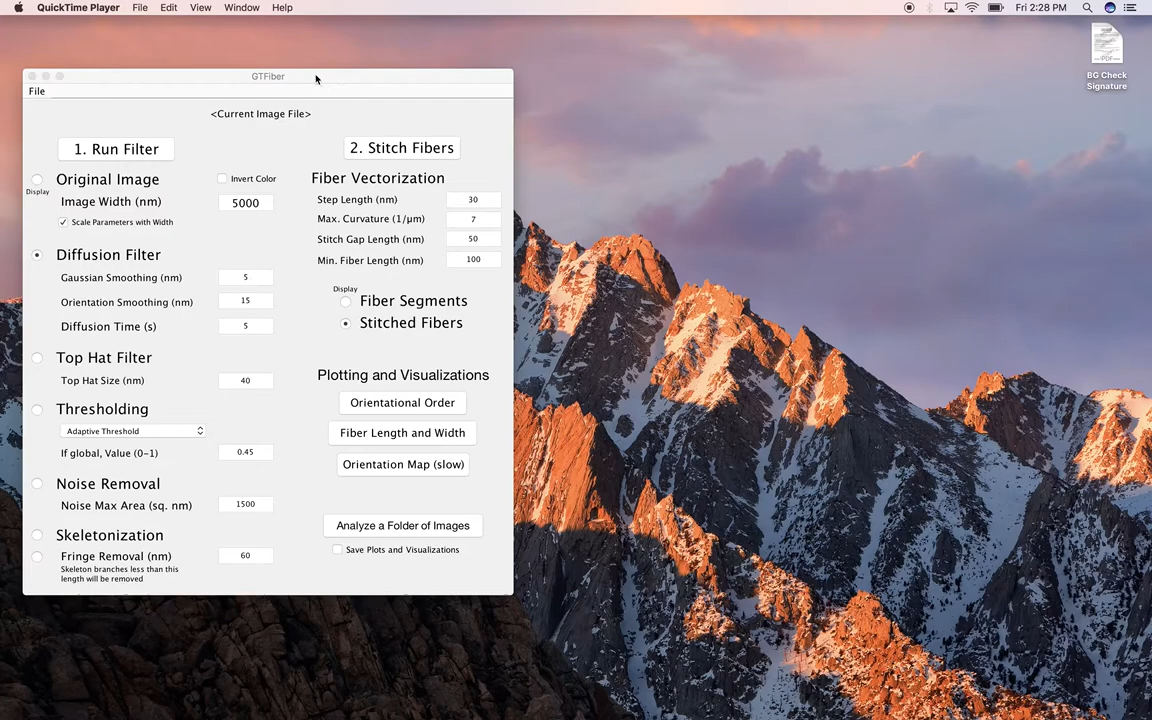 QuickTime Player File Edit View Window Help Fri 2:28 PM
BG Check
Signature
PDF
GTFiber
File
<Current Image File>
1. Run Filter
Display
Original Image
Invert Color
Image Width (nm) 5000
Scale Parameters with Width
Diffusion Filter
Gaussian Smoothing (nm) 5
Orientation Smoothing (nm) 15
Diffusion Time (s) 5
Top Hat Filter
Top Hat Size (nm) 40
Thresholding
Adaptive Threshold
If global, Value (0-1) 0.45
Noise Removal
Noise Max Area (sq. nm) 1500
Skeletonization
Fringe Removal (nm) 60
Skeleton branches less than this
length will be removed
2. Stitch Fibers
Fiber Vectorization
Step Length (nm) 30
Max. Curvature (1/µm) 7
Stitch Gap Length (nm) 50
Min. Fiber Length (nm) 100
Display
Fiber Segments
Stitched Fibers
Plotting and Visualizations
Orientational Order
Fiber Length and Width
Orientation Map (slow)
Analyze a Folder of Images
Save Plots and Visualizations